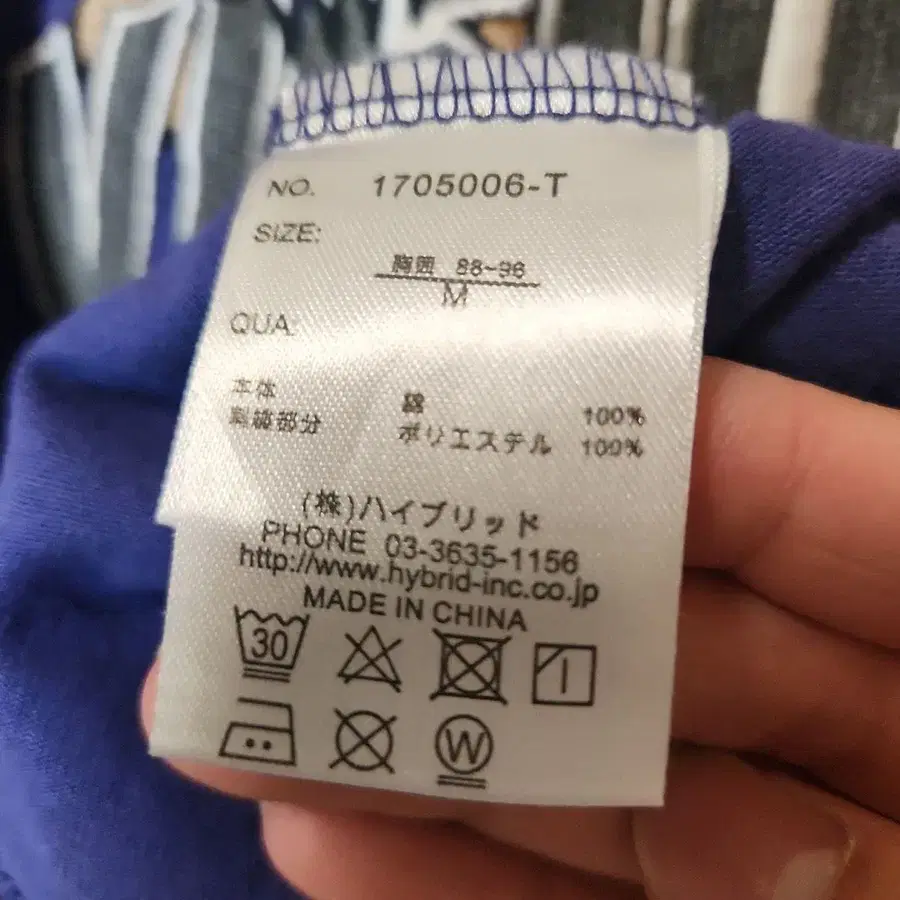 NO. 1705006-T
SIZE:
胸囲 88~96
M
QUA:
本体 綿 100%
刺繍部分 ポリエステル 100%
(株)ハイブリッド
PHONE 03-3635-1156
http://www.hybrid-inc.co.jp
MADE IN CHINA
30
W